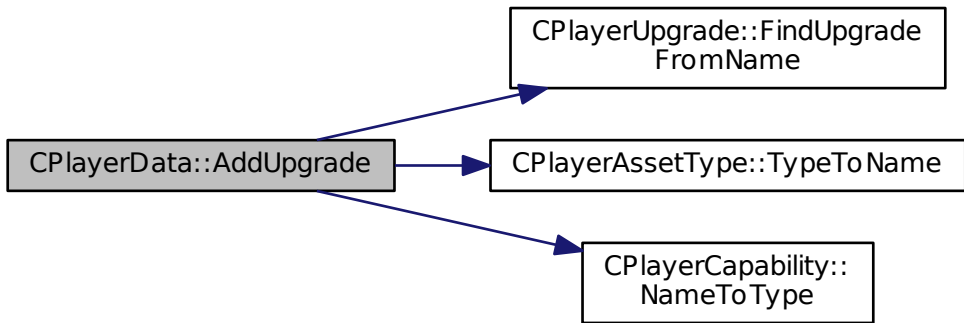 CPlayerData::AddUpgrade
CPlayerUpgrade::FindUpgrade
FromName
CPlayerAssetType::TypeToName
CPlayerCapability::
NameToType